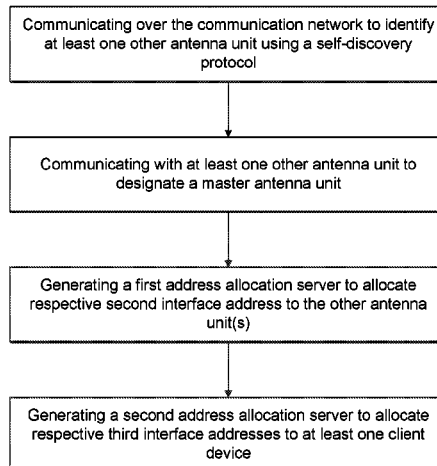 Communicating over the communication network to identify
at least one other antenna unit using a self-discovery
protocol
Communicating with at least one other antenna unit to
designate a master antenna unit
Generating a first address allocation server to allocate
respective second interface address to the other antenna
unit(s)
Generating a second address allocation server to allocate
respective third interface addresses to at least one client
device